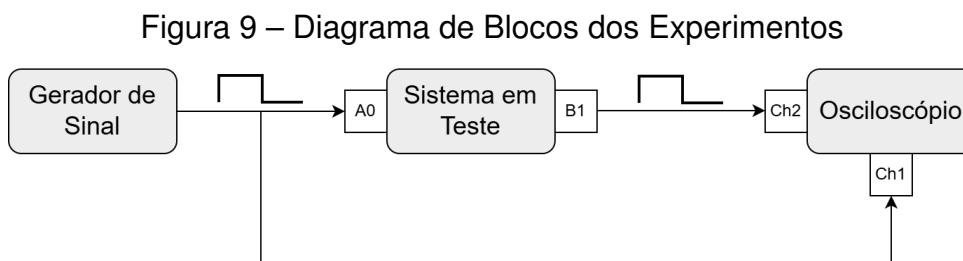 Figura 9 – Diagrama de Blocos dos Experimentos
Gerador de
Sinal
A0
Sistema em
Teste
B1
Ch2
Osciloscópio
Ch1